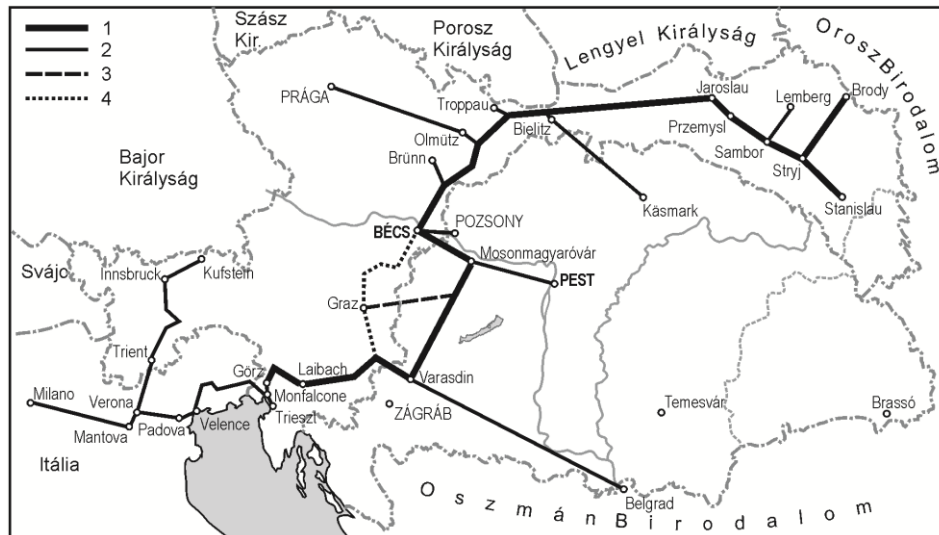 1
2
3
4
Szász
Kir.
Porosz
Királyság
Lengyel Királyság
Orosz Birodalom
PRÁGA
Troppau
Jaroslau
Lemberg
Brody
Olmütz
Bielitz
Przemysl
Brünn
Sambor
Stryj
Bajor
Királyság
Käsmark
Stanislau
BÉCS
POZSONY
Mosonmagyaróvár
Svájc
Innsbruck
Kufstein
PEST
Graz
Trient
Görz
Laibach
Varasdin
Milano
Verona
Monfalcone
Trieszt
ZÁGRÁB
Temesvár
Brassó
Mantova
Padova
Velence
Itália
Belgrad
Oszmán Birodalom